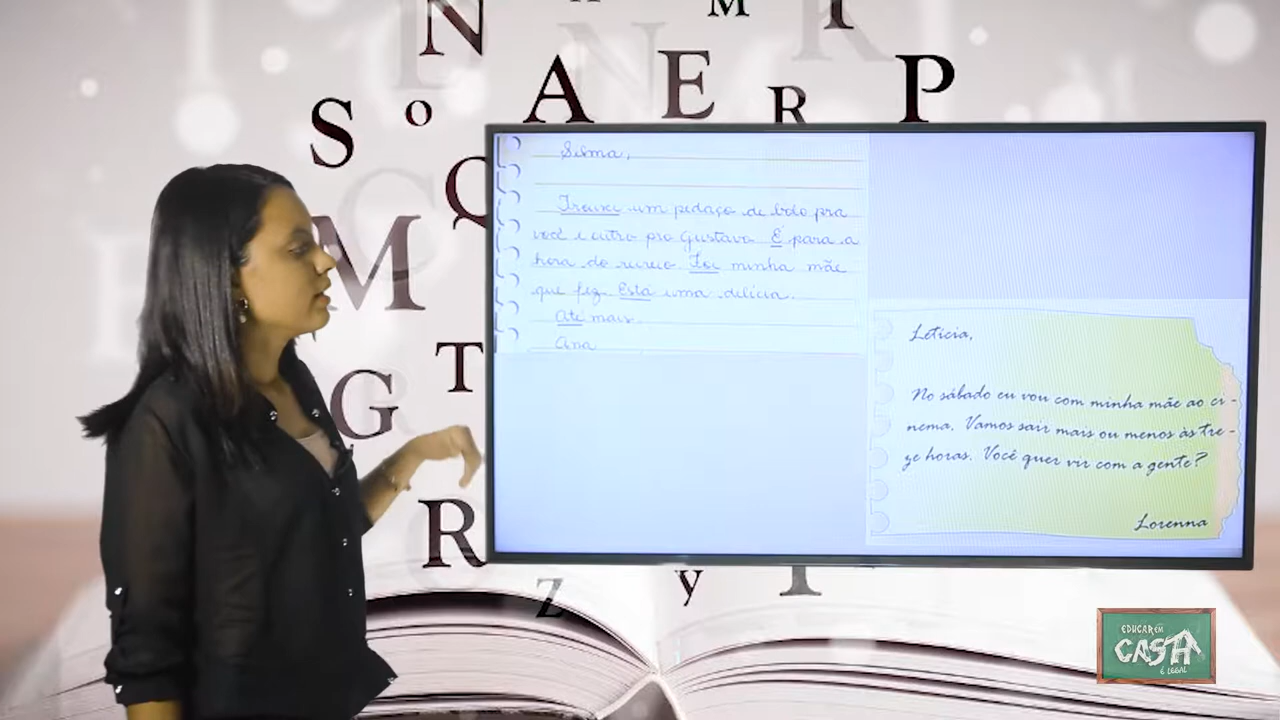 N M I
S o A E R P
Q
M
G T
R
Z y I
Selma,
Trouxe um pedaço de bolo pra
você e outro pro Gustavo. É para a
hora do recreio. Foi minha mãe
que fez. Está uma delícia.
Até mais.
Ana
Letícia,
No sábado eu vou com minha mãe ao ci-
nema. Vamos sair mais ou menos às tre-
ze horas. Você quer vir com a gente?
Lorenna
EDUCAR EM
CASA
É LEGAL